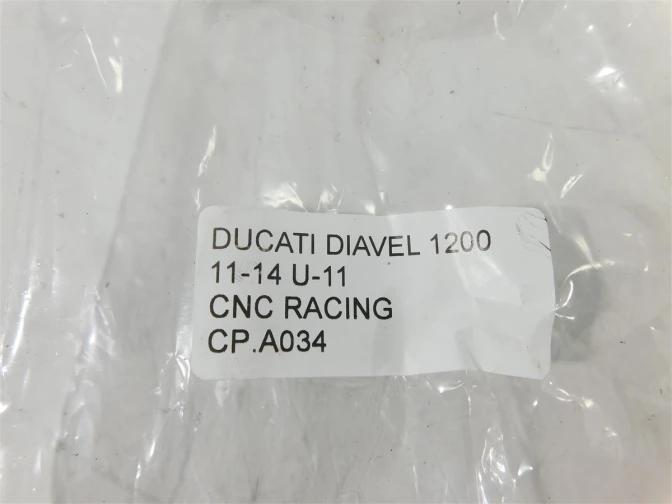 DUCATI DIAVEL 1200
11-14 U-11
CNC RACING
CP.A034